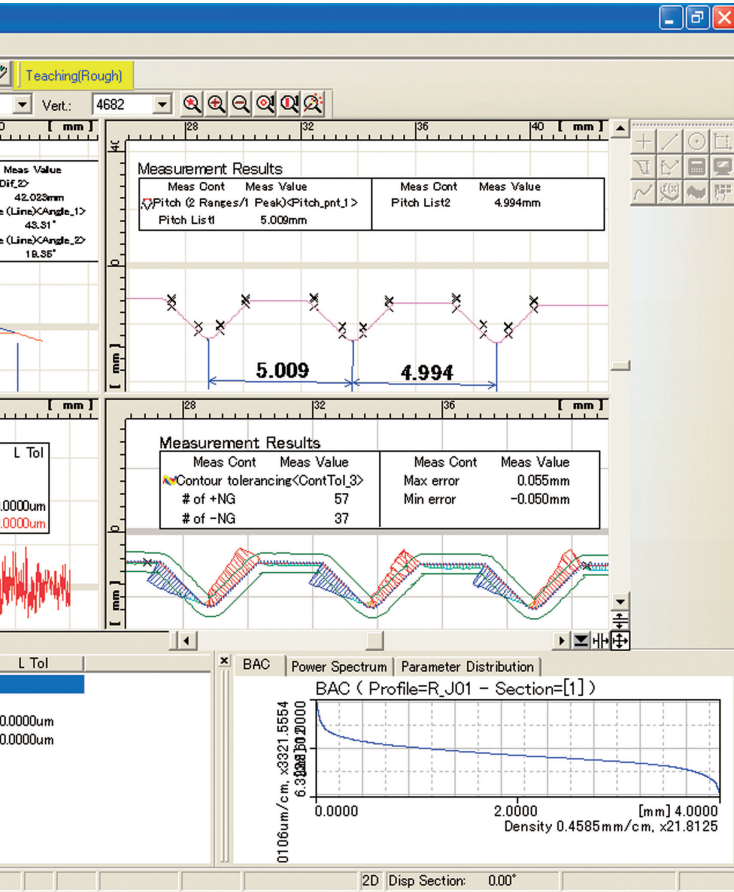 Teaching(Rough)
Vert.: 4682
[ mm ] 28 32 36 40 [ mm ]
Meas Value
Dif_2>
42.023mm
e (Line)<Angle_1>
43.31°
e (Line)<Angle_2>
19.35°
Measurement Results
Meas Cont Meas Value Meas Cont Meas Value
Pitch (2 Ranges/1 Peak)<Pitch_pnt_1> Pitch List2 4.994mm
Pitch List1 5.009mm
0
[ mm ]
5.009 4.994
[ mm ] 28 32 36 [ mm ]
L Tol
.0000um
.0000um
Measurement Results
Meas Cont Meas Value Meas Cont Meas Value
Contour tolerancing<ContTol_3> Max error 0.055mm
# of +NG 57 Min error -0.050mm
# of -NG 37
0
[ mm ]
L Tol
0.0000um
0.0000um
BAC Power Spectrum Parameter Distribution
BAC ( Profile=R_J01 - Section=[1] )
0106um/cm, x3321.5554
0.0000 2.0000 [mm] 4.0000
Density 0.4585mm/cm, x21.8125
2D Disp Section: 0.00°